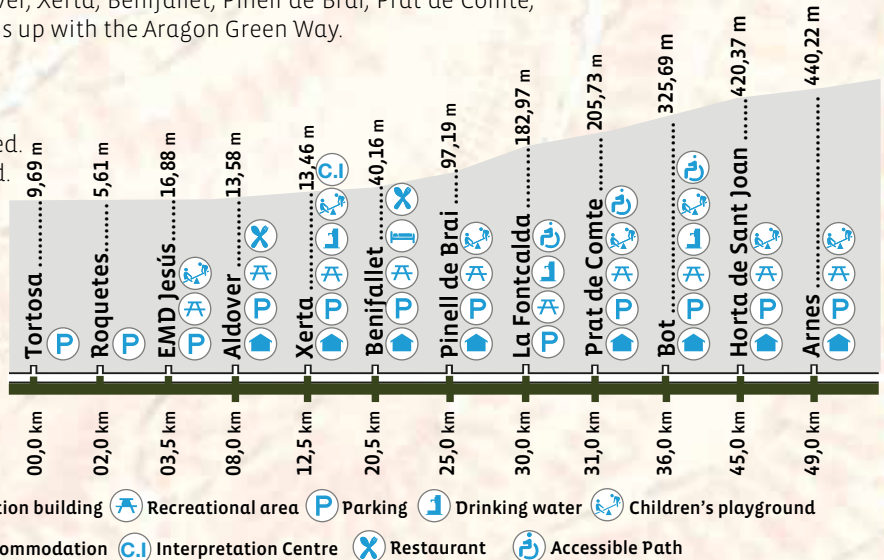 Xerta, Benifallet, Pinell de Brai, Prat de Comte,
s up with the Aragon Green Way.
9,69 m
5,61 m
16,88 m
13,58 m
13,46 m
40,16 m
97,19 m
182,97 m
205,73 m
325,69 m
420,37 m
440,22 m
C.I
Tortosa
P
Roquetes
P
EMD Jesús
P
Aldover
P
Xerta
P
Benifallet
P
Pinell de Brai
P
La Fontcalda
P
Prat de Comte
P
Bot
P
Horta de Sant Joan
P
Arnes
P
00,0 km
02,0 km
03,5 km
08,0 km
12,5 km
20,5 km
25,0 km
30,0 km
31,0 km
36,0 km
45,0 km
49,0 km
tion building Recreational area P Parking Drinking water Children's playground
ommodation C.I Interpretation Centre Restaurant Accessible Path